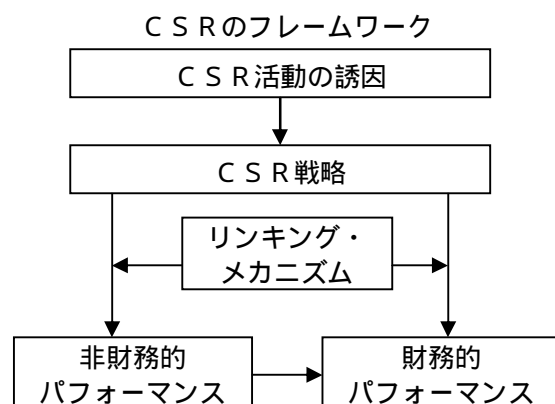 ＣＳＲのフレームワーク
ＣＳＲ活動の誘因
ＣＳＲ戦略
リンキング・
メカニズム
非財務的
パフォーマンス
財務的
パフォーマンス